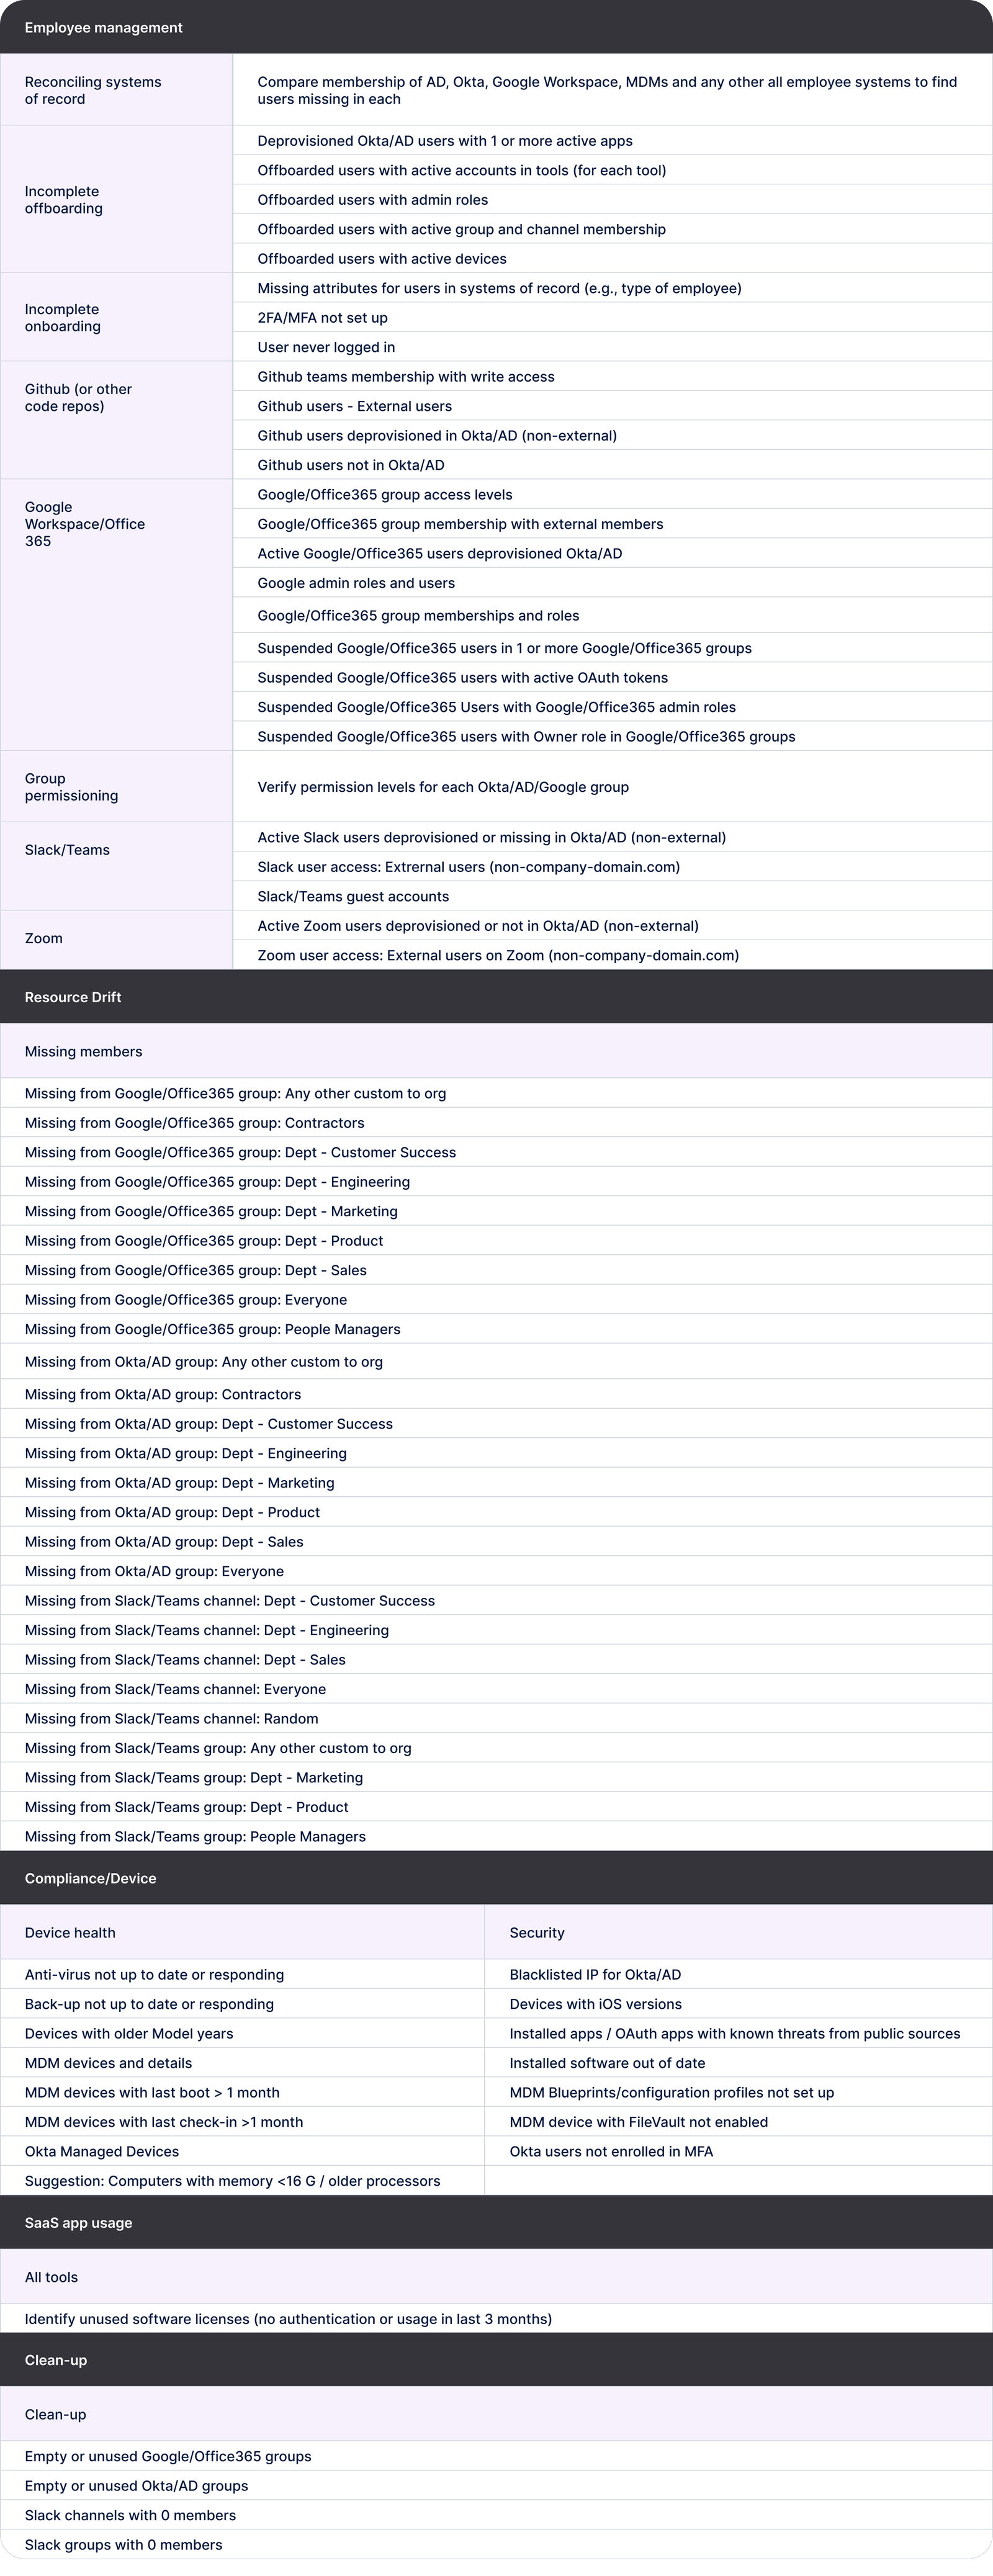 Employee management
Reconciling systems
of record
Compare membership of AD, Okta, Google Workspace, MDMs and any other all employee systems to find
users missing in each
Incomplete
offboarding
Deprovisioned Okta/AD users with 1 or more active apps
Offboarded users with active accounts in tools (for each tool)
Offboarded users with admin roles
Offboarded users with active group and channel membership
Offboarded users with active devices
Incomplete
onboarding
Missing attributes for users in systems of record (e.g., type of employee)
2FA/MFA not set up
User never logged in
Github (or other
code repos)
Github teams membership with write access
Github users - External users
Github users deprovisioned in Okta/AD (non-external)
Github users not in Okta/AD
Google
Workspace/Office
365
Google/Office365 group access levels
Google/Office365 group membership with external members
Active Google/Office365 users deprovisioned Okta/AD
Google admin roles and users
Google/Office365 group memberships and roles
Suspended Google/Office365 users in 1 or more Google/Office365 groups
Suspended Google/Office365 users with active OAuth tokens
Suspended Google/Office365 Users with Google/Office365 admin roles
Suspended Google/Office365 users with Owner role in Google/Office365 groups
Group
permissioning
Verify permission levels for each Okta/AD/Google group
Slack/Teams
Active Slack users deprovisioned or missing in Okta/AD (non-external)
Slack user access: Extrernal users (non-company-domain.com)
Slack/Teams guest accounts
Zoom
Active Zoom users deprovisioned or not in Okta/AD (non-external)
Zoom user access: External users on Zoom (non-company-domain.com)
Resource Drift
Missing members
Missing from Google/Office365 group: Any other custom to org
Missing from Google/Office365 group: Contractors
Missing from Google/Office365 group: Dept - Customer Success
Missing from Google/Office365 group: Dept - Engineering
Missing from Google/Office365 group: Dept - Marketing
Missing from Google/Office365 group: Dept - Product
Missing from Google/Office365 group: Dept - Sales
Missing from Google/Office365 group: Everyone
Missing from Google/Office365 group: People Managers
Missing from Okta/AD group: Any other custom to org
Missing from Okta/AD group: Contractors
Missing from Okta/AD group: Dept - Customer Success
Missing from Okta/AD group: Dept - Engineering
Missing from Okta/AD group: Dept - Marketing
Missing from Okta/AD group: Dept - Product
Missing from Okta/AD group: Dept - Sales
Missing from Okta/AD group: Everyone
Missing from Slack/Teams channel: Dept - Customer Success
Missing from Slack/Teams channel: Dept - Engineering
Missing from Slack/Teams channel: Dept - Sales
Missing from Slack/Teams channel: Everyone
Missing from Slack/Teams channel: Random
Missing from Slack/Teams group: Any other custom to org
Missing from Slack/Teams group: Dept - Marketing
Missing from Slack/Teams group: Dept - Product
Missing from Slack/Teams group: People Managers
Compliance/Device
Device health
Security
Anti-virus not up to date or responding
Blacklisted IP for Okta/AD
Back-up not up to date or responding
Devices with iOS versions
Devices with older Model years
Installed apps / OAuth apps with known threats from public sources
MDM devices and details
Installed software out of date
MDM devices with last boot > 1 month
MDM Blueprints/configuration profiles not set up
MDM devices with last check-in >1 month
MDM device with FileVault not enabled
Okta Managed Devices
Okta users not enrolled in MFA
Suggestion: Computers with memory <16 G / older processors
SaaS app usage
All tools
Identify unused software licenses (no authentication or usage in last 3 months)
Clean-up
Clean-up
Empty or unused Google/Office365 groups
Empty or unused Okta/AD groups
Slack channels with 0 members
Slack groups with 0 members